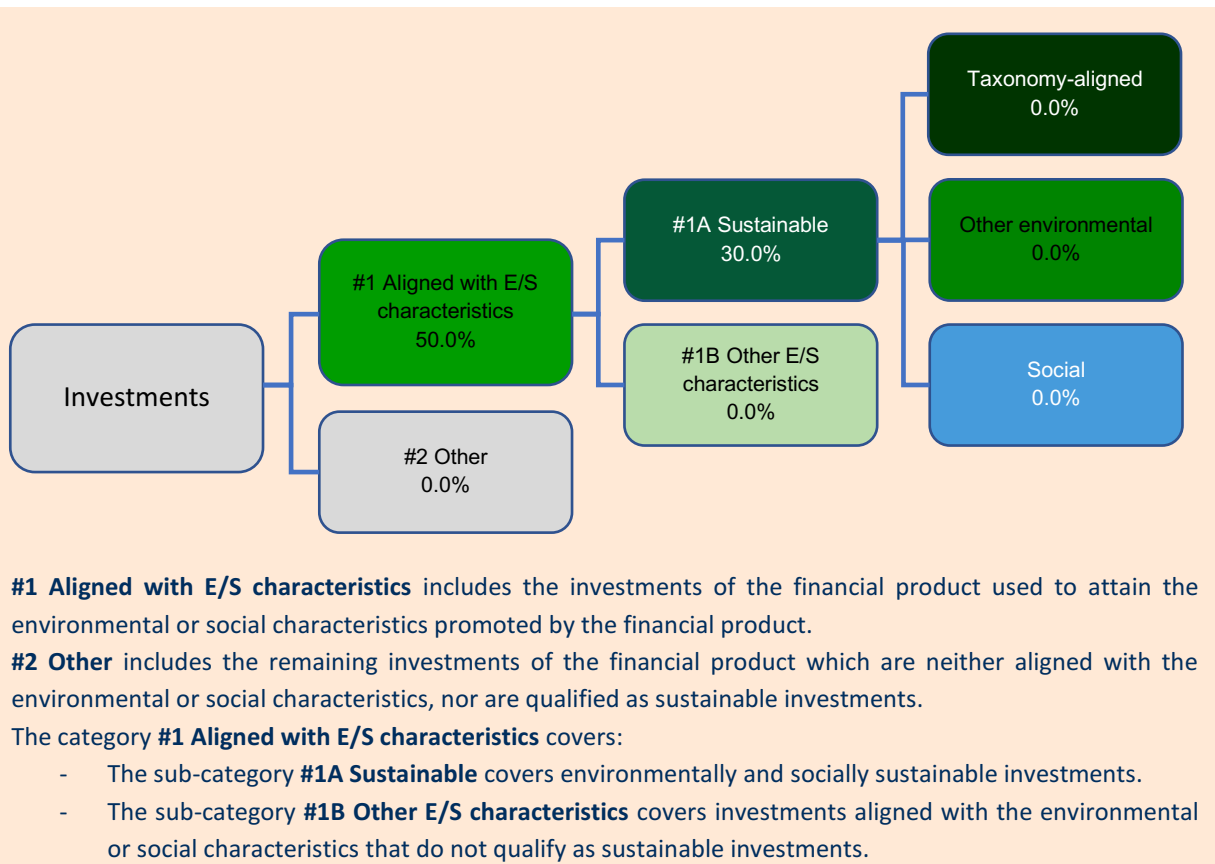 Taxonomy-aligned
0.0%
#1A Sustainable
30.0%
Other environmental
0.0%
#1 Aligned with E/S
characteristics
50.0%
#1B Other E/S
characteristics
0.0%
Social
0.0%
Investments
#2 Other
0.0%
#1 Aligned with E/S characteristics includes the investments of the financial product used to attain the
environmental or social characteristics promoted by the financial product.
#2 Other includes the remaining investments of the financial product which are neither aligned with the
environmental or social characteristics, nor are qualified as sustainable investments.
The category #1 Aligned with E/S characteristics covers:
- The sub-category #1A Sustainable covers environmentally and socially sustainable investments.
- The sub-category #1B Other E/S characteristics covers investments aligned with the environmental
or social characteristics that do not qualify as sustainable investments.